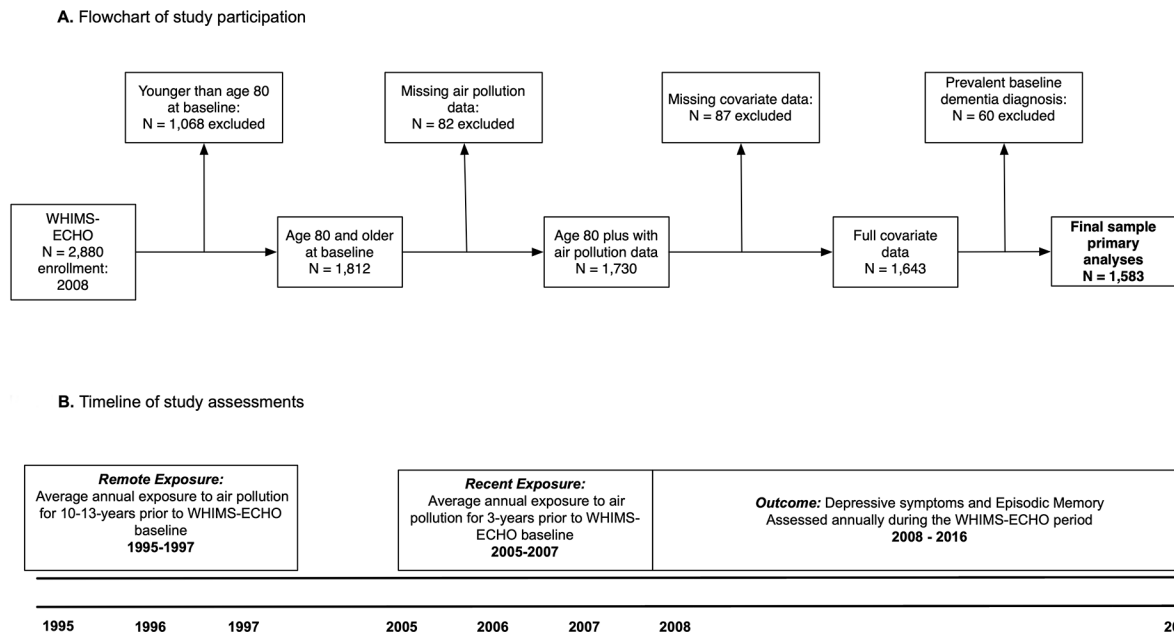 A. Flowchart of study participation
Younger than age 80
at baseline:
N = 1,068 excluded
Missing air pollution
data:
N = 82 excluded
Missing covariate data:
N = 87 excluded
Prevalent baseline
dementia diagnosis:
N = 60 excluded
WHIMS-
ECHO
N = 2,880
enrollment:
2008
Age 80 and older
at baseline
N = 1,812
Age 80 plus with
air pollution data
N = 1,730
Full covariate
data
N = 1,643
Final sample
primary
analyses
N = 1,583
B. Timeline of study assessments
Remote Exposure:
Average annual exposure to air pollution
for 10-13-years prior to WHIMS-ECHO
baseline
1995-1997
Recent Exposure:
Average annual exposure to air
pollution for 3-years prior to WHIMS-
ECHO baseline
2005-2007
Outcome: Depressive symptoms and Episodic Memory
Assessed annually during the WHIMS-ECHO period
2008 - 2016
1995 1996 1997 2005 2006 2007 2008